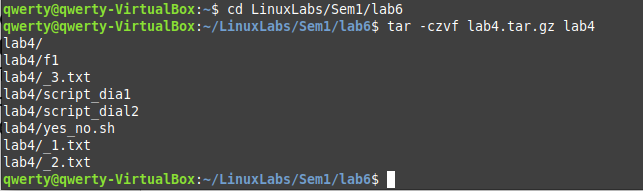 qwerty@qwerty-VirtualBox:~$ cd LinuxLabs/Sem1/lab6
qwerty@qwerty-VirtualBox:~/LinuxLabs/Sem1/lab6$ tar -czvf lab4.tar.gz lab4
lab4/
lab4/f1
lab4/_3.txt
lab4/script_dia1
lab4/script_dial2
lab4/yes_no.sh
lab4/_1.txt
lab4/_2.txt
qwerty@qwerty-VirtualBox:~/LinuxLabs/Sem1/lab6$